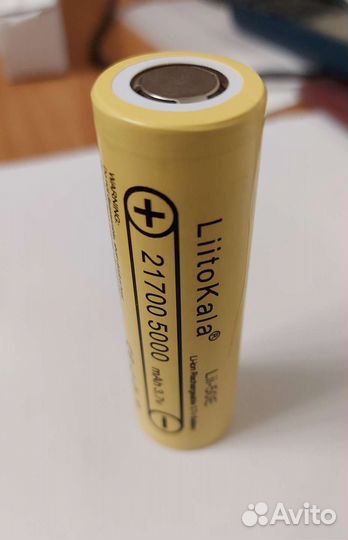 LiitoKala®
Lii-50E
Li-ion Rechargeable
+ 21700 5000 mAh 3.7V -
WARNING:
Avito